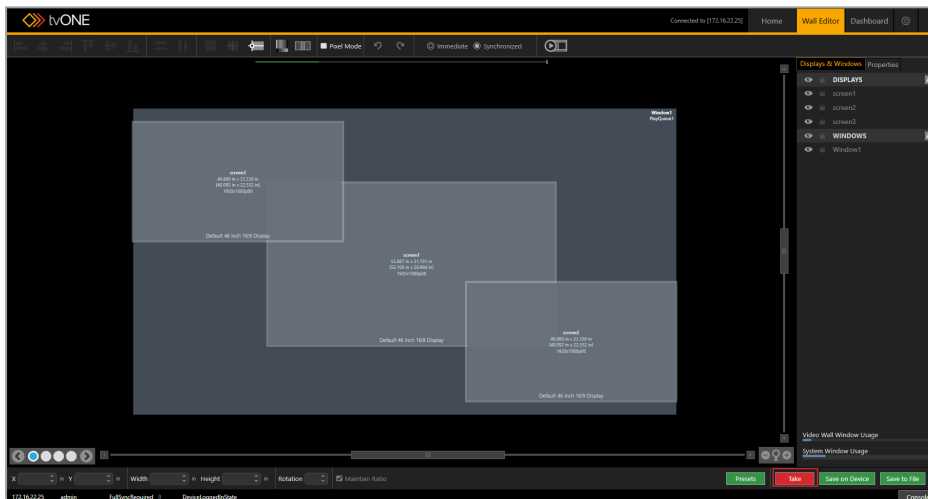 tvONE
Connected to [172.16.22.25]
Home
Wall Editor
Dashboard
Pixel Mode
Immediate
Synchronized
Displays & Windows
Properties
DISPLAYS
screen1
screen2
screen3
WINDOWS
Window1
Window1
PlayQueue1
screen3
1920x1080p60
Default 46 inch 16:9 Display
screen1
1920x1080p60
Default 46 inch 16:9 Display
screen2
1920x1080p60
Default 46 inch 16:9 Display
Video Wall Window Usage
System Window Usage
X in Y in Width in Height in Rotation Maintain Ratio
Presets
Take
Save on Device
Save to File
172.16.22.25 admin FullSyncRequired 0 DeviceLoggedInState
Console